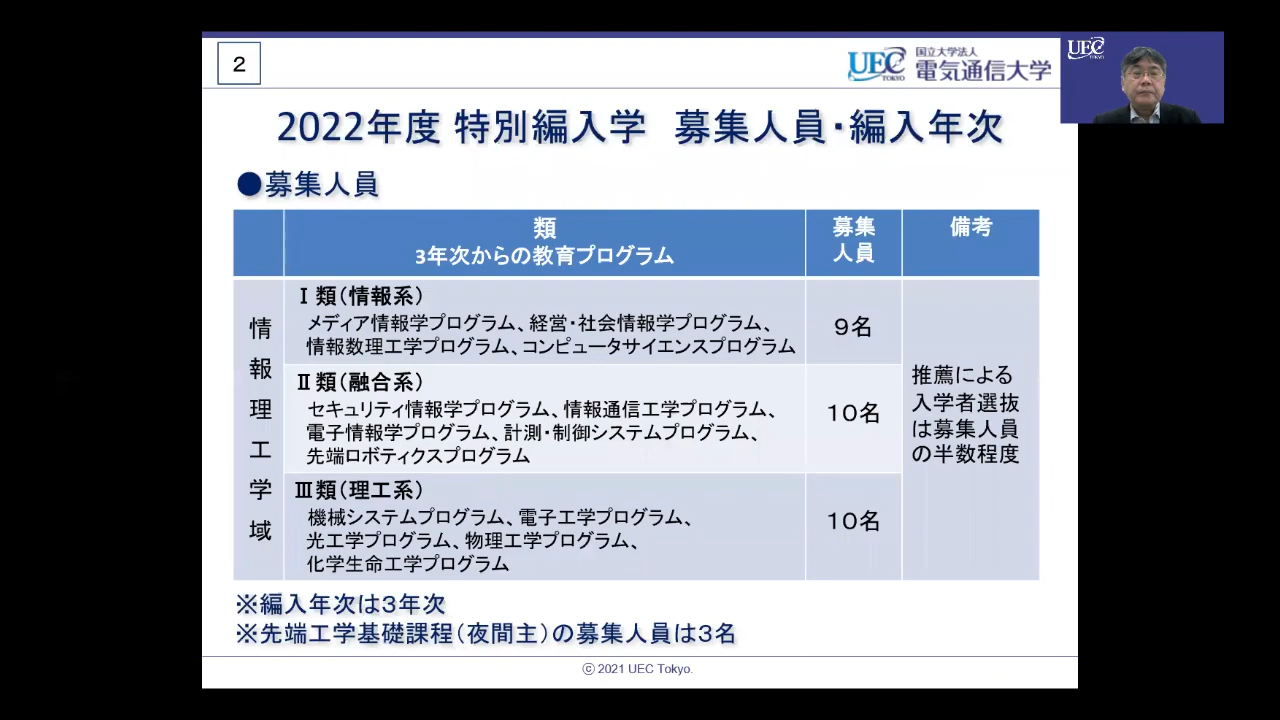 2
UEC
TOKYO
国立大学法人
電気通信大学
UEC
TOKYO
2022年度 特別編入学　募集人員・編入年次
●募集人員
類
3年次からの教育プログラム
募集
人員
備考
情報理工学域
Ⅰ類（情報系）
メディア情報学プログラム、経営・社会情報学プログラム、
情報数理工学プログラム、コンピュータサイエンスプログラム
９名
Ⅱ類（融合系）
セキュリティ情報学プログラム、情報通信工学プログラム、
電子情報学プログラム、計測・制御システムプログラム、
先端ロボティクスプログラム
１０名
Ⅲ類（理工系）
機械システムプログラム、電子工学プログラム、
光工学プログラム、物理工学プログラム、
化学生命工学プログラム
１０名
推薦による
入学者選抜
は募集人員
の半数程度
※編入年次は３年次
※先端工学基礎課程（夜間主）の募集人員は３名
ⓒ 2021 UEC Tokyo.